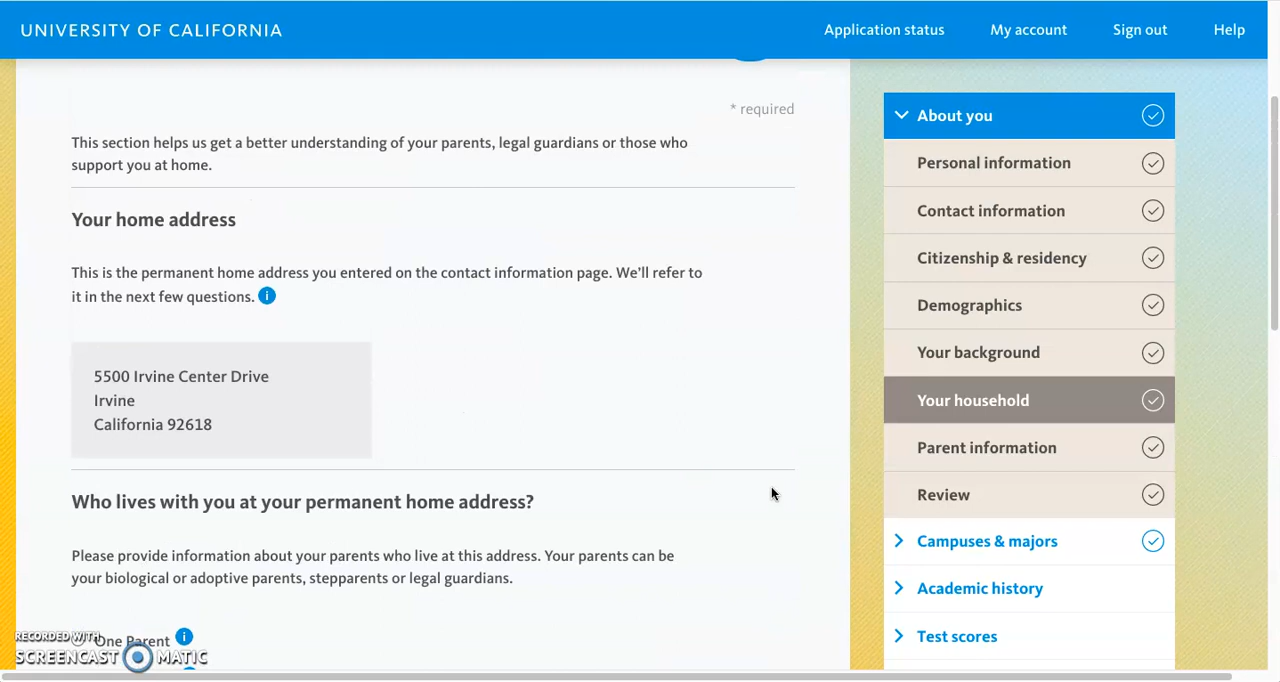 UNIVERSITY OF CALIFORNIA
Application status
My account
Sign out
Help
* required
This section helps us get a better understanding of your parents, legal guardians or those who
support you at home.
Your home address
This is the permanent home address you entered on the contact information page. We'll refer to
it in the next few questions. i
5500 Irvine Center Drive
Irvine
California 92618
Who lives with you at your permanent home address?
Please provide information about your parents who live at this address. Your parents can be
your biological or adoptive parents, stepparents or legal guardians.
One Parent i
RECORDED WITH
SCREENCAST MATIC
About you
Personal information
Contact information
Citizenship & residency
Demographics
Your background
Your household
Parent information
Review
Campuses & majors
Academic history
Test scores